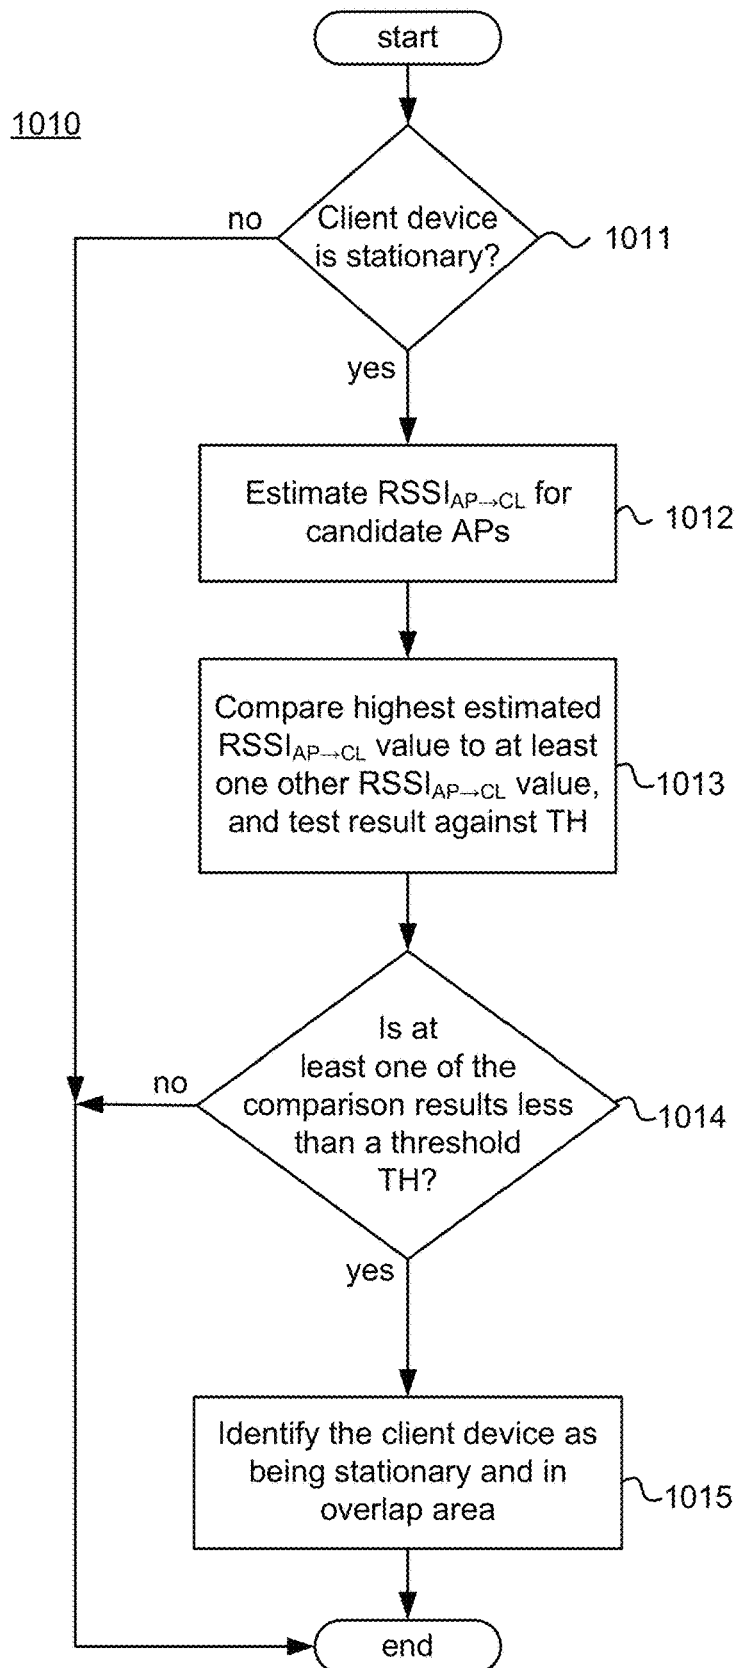 start
1010
no
Client device
is stationary?
1011
yes
Estimate RSSI_AP→CL for
candidate APs
1012
Compare highest estimated
RSSI_AP→CL value to at least
one other RSSI_AP→CL value,
and test result against TH
1013
Is at
least one of the
comparison results less
than a threshold
TH?
no
1014
yes
Identify the client device as
being stationary and in
overlap area
1015
end